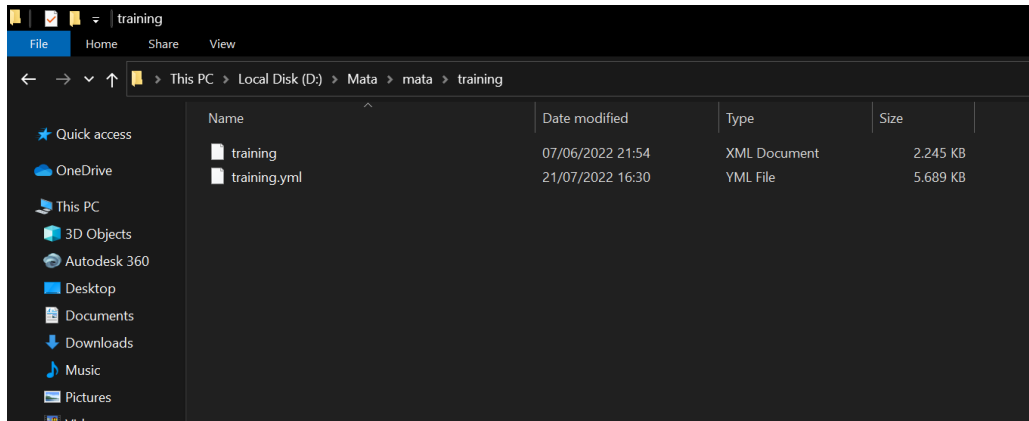 training
File Home Share View
This PC > Local Disk (D:) > Mata > mata > training
Name Date modified Type Size
training 07/06/2022 21:54 XML Document 2.245 KB
training.yml 21/07/2022 16:30 YML File 5.689 KB
Quick access
OneDrive
This PC
3D Objects
Autodesk 360
Desktop
Documents
Downloads
Music
Pictures